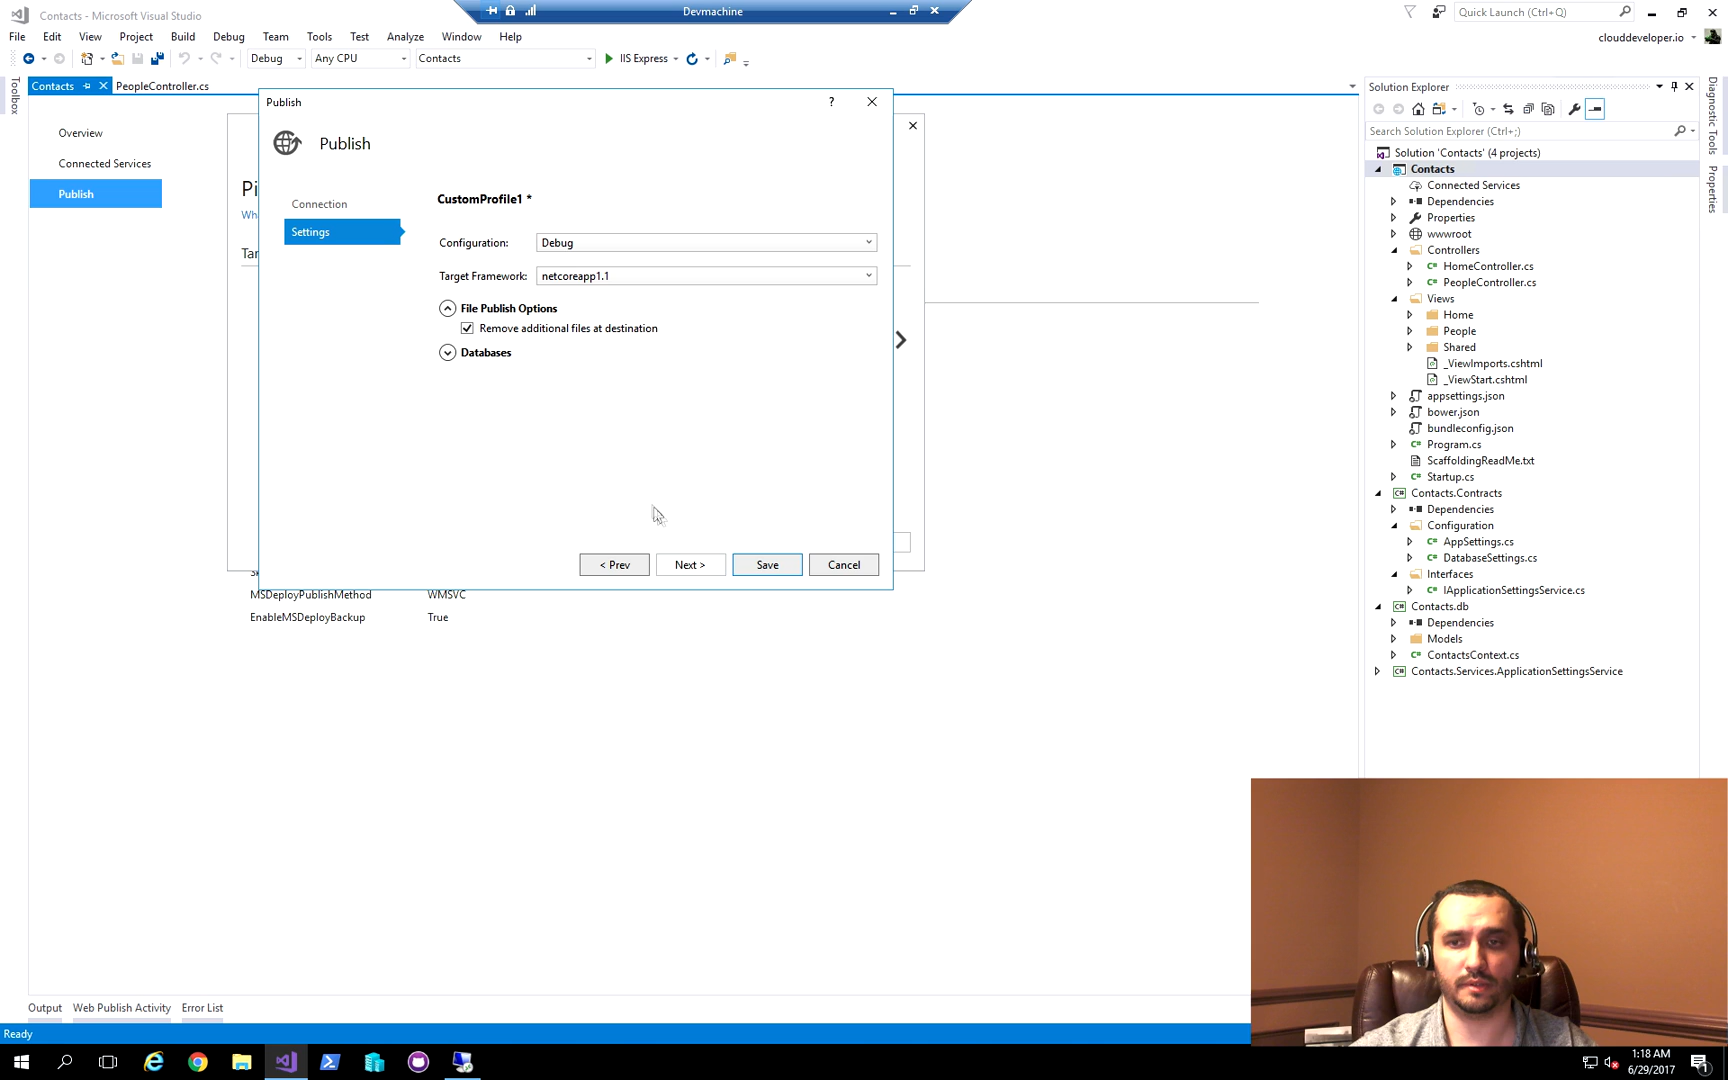 Contacts - Microsoft Visual Studio
Devmachine
Quick Launch (Ctrl+Q)
File Edit View Project Build Debug Team Tools Test Analyze Window Help
clouddeveloper.io
Debug Any CPU Contacts IIS Express
Toolbox
Contacts PeopleController.cs
Overview
Connected Services
Publish
Publish
?
Publish
Connection
Settings
CustomProfile1 *
Configuration: Debug
Target Framework: netcoreapp1.1
File Publish Options
Remove additional files at destination
Databases
< Prev Next > Save Cancel
MSDeployPublishMethod WMSVC
EnableMSDeployBackup True
Solution Explorer
Search Solution Explorer (Ctrl+;)
Solution 'Contacts' (4 projects)
Contacts
Connected Services
Dependencies
Properties
wwwroot
Controllers
HomeController.cs
PeopleController.cs
Views
Home
People
Shared
_ViewImports.cshtml
_ViewStart.cshtml
appsettings.json
bower.json
bundleconfig.json
Program.cs
ScaffoldingReadMe.txt
Startup.cs
Contacts.Contracts
Dependencies
Configuration
AppSettings.cs
DatabaseSettings.cs
Interfaces
IApplicationSettingsService.cs
Contacts.db
Dependencies
Models
ContactsContext.cs
Contacts.Services.ApplicationSettingsService
Diagnostic Tools
Properties
Output Web Publish Activity Error List
Ready
1:18 AM
6/29/2017